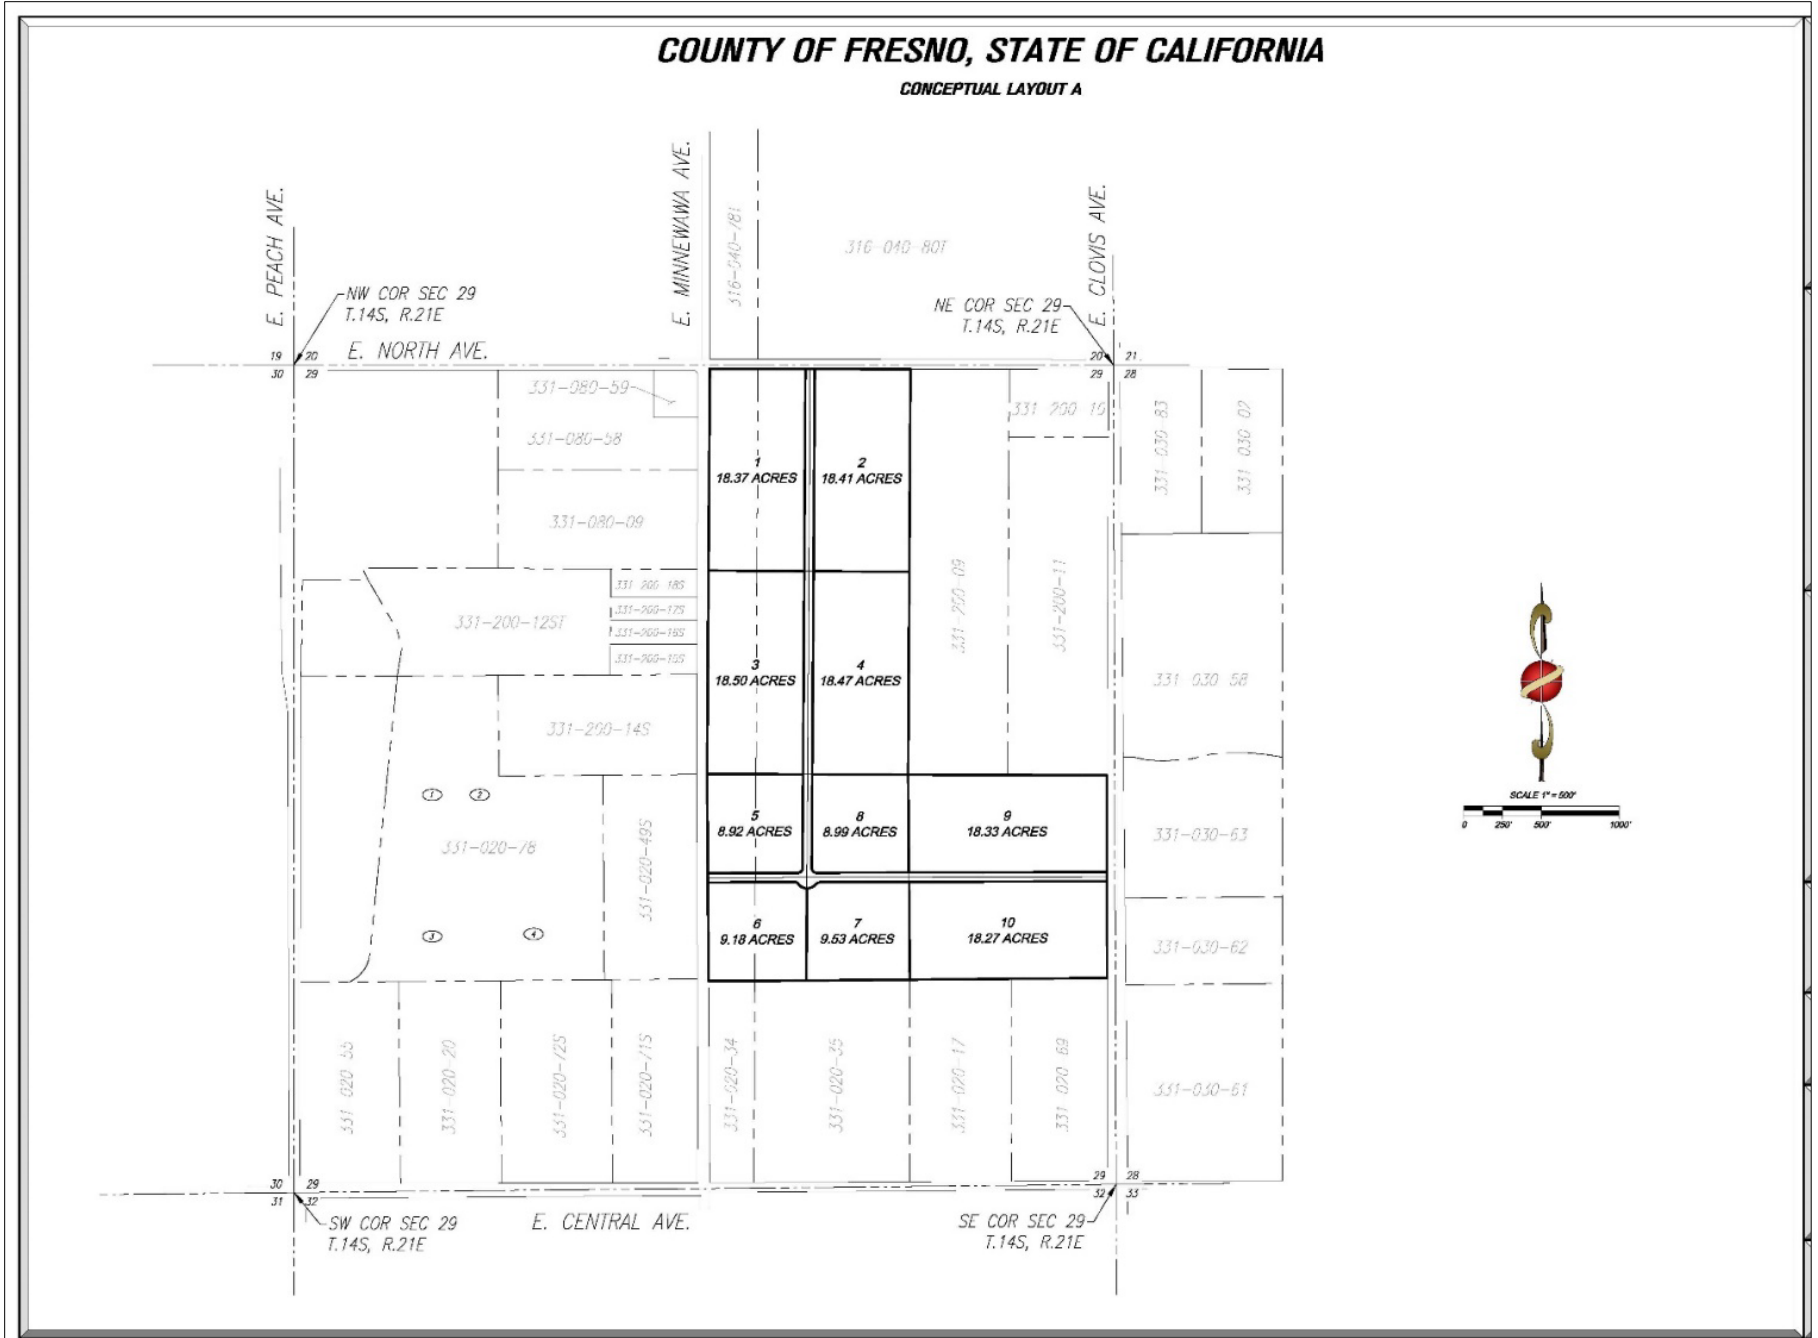 COUNTY OF FRESNO, STATE OF CALIFORNIA
CONCEPTUAL LAYOUT A
E. PEACH AVE.
E. MINNEWAWA AVE.
E. CLOVIS AVE.
316-040-78T
316-040-80T
NW COR SEC 29
T.14S, R.21E
NE COR SEC 29
T.14S, R.21E
E. NORTH AVE.
19 20
30 29
20 21
29 28
331-080-59
331-080-58
331-080-09
331-200-10
331-030-83
331-030-02
1
18.37 ACRES
2
18.41 ACRES
331-200-12ST
331-200-18S
331-200-17S
331-200-16S
331-200-15S
331-200-09
331-200-11
3
18.50 ACRES
4
18.47 ACRES
331-030-58
331-200-14S
1
2
331-020-78
3
4
331-020-49S
5
8.92 ACRES
8
8.99 ACRES
9
18.33 ACRES
331-030-63
6
9.18 ACRES
7
9.53 ACRES
10
18.27 ACRES
331-030-62
SCALE 1"=500'
0 250' 500' 1000'
331-020-55
331-020-20
331-020-72S
331-020-71S
331-020-34
331-020-35
331-020-17
331-020-69
331-030-61
30 29
31 32
29 28
32 33
SW COR SEC 29
T.14S, R.21E
E. CENTRAL AVE.
SE COR SEC 29
T.14S, R.21E